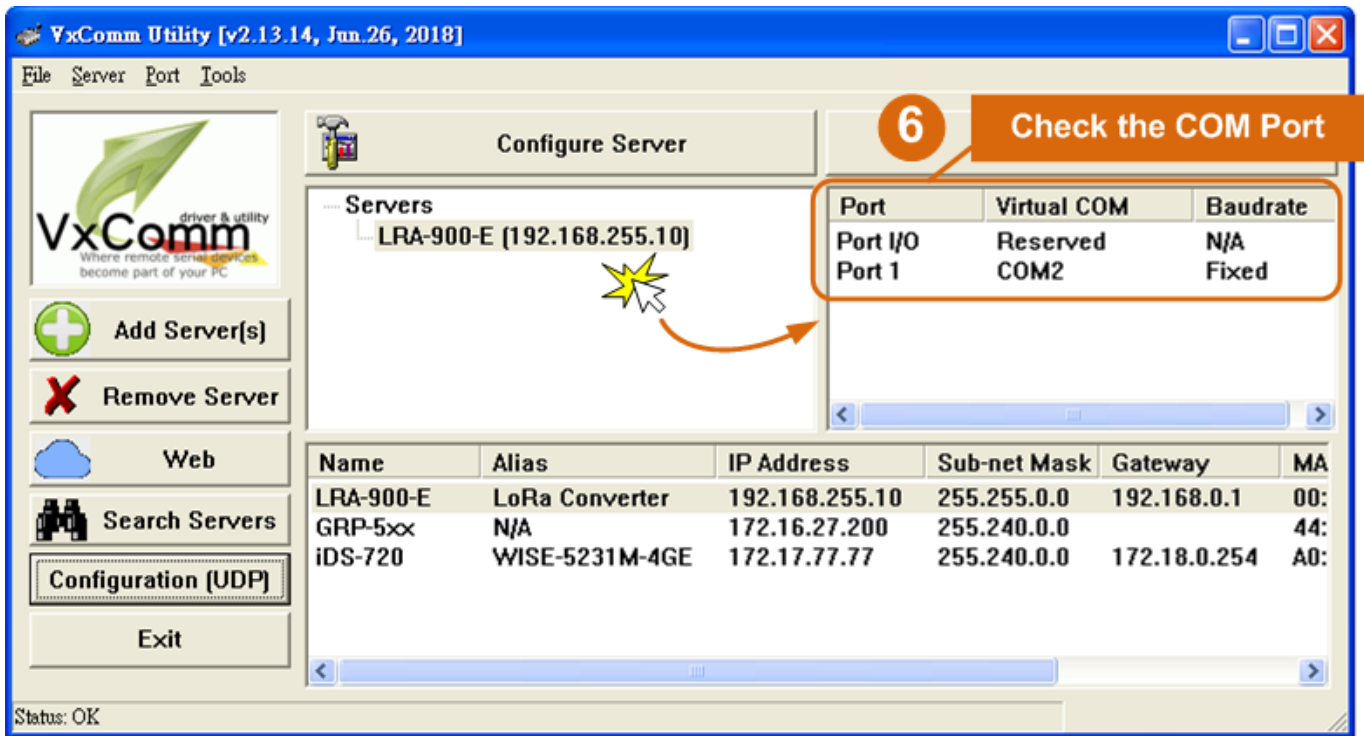 VxComm Utility [v2.13.14, Jun.26, 2018]
File Server Port Tools
VxComm
driver & utility
Where remote serial devices
become part of your PC
Configure Server
6 Check the COM Port
Servers
LRA-900-E (192.168.255.10)
Port Virtual COM Baudrate
Port I/O Reserved N/A
Port 1 COM2 Fixed
Add Server(s)
Remove Server
Web
Search Servers
Configuration (UDP)
Exit
Name Alias IP Address Sub-net Mask Gateway MA
LRA-900-E LoRa Converter 192.168.255.10 255.255.0.0 192.168.0.1 00:
GRP-5xx N/A 172.16.27.200 255.240.0.0 44:
iDS-720 WISE-5231M-4GE 172.17.77.77 255.240.0.0 172.18.0.254 A0:
Status: OK